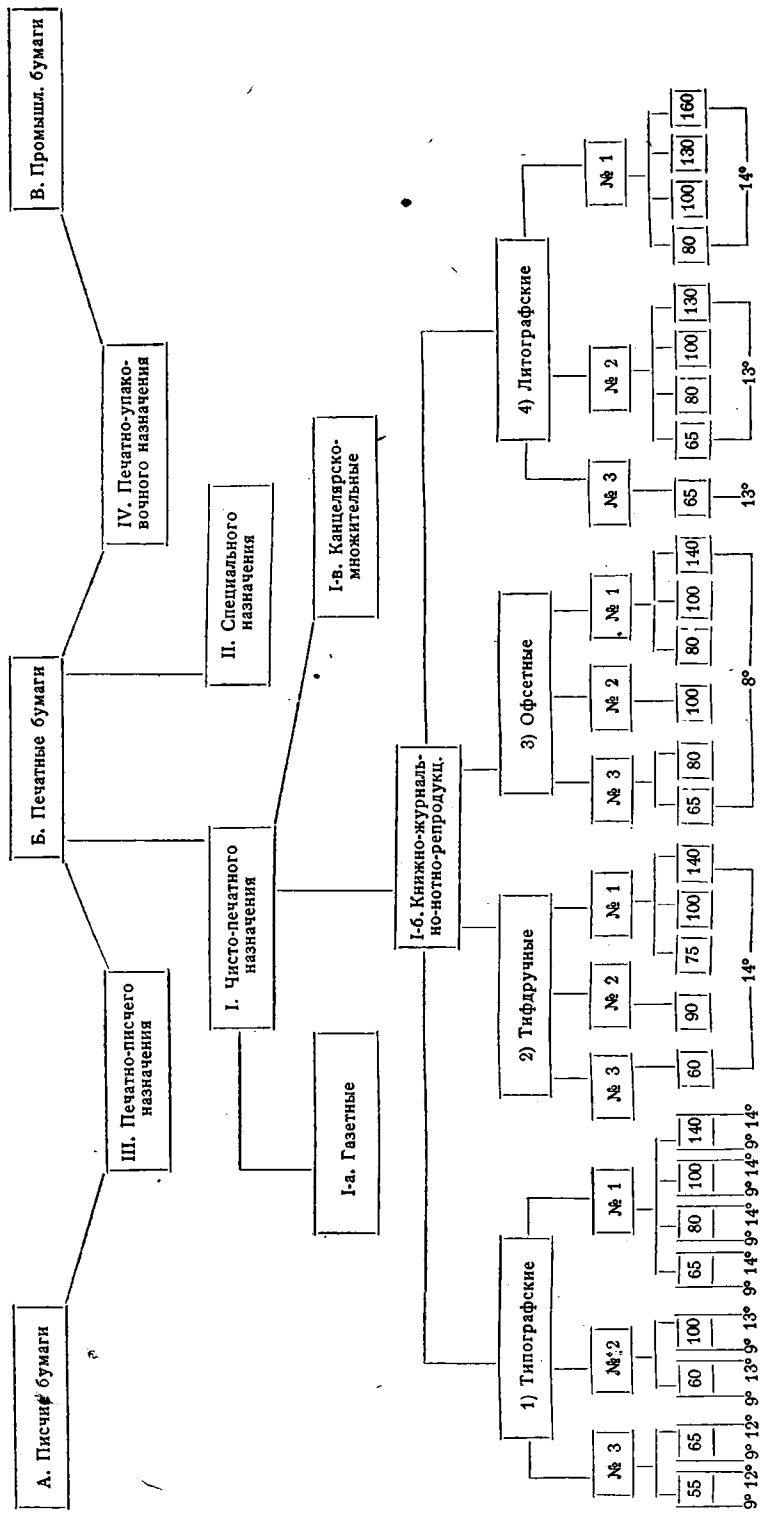 А. Писчие бумаги
Б. Печатные бумаги
В. Промышл. бумаги
III. Печатно-писчего
назначения
IV. Печатно-упако-
вочного назначения
I. Чисто-печатного
назначения
II. Специального
назначения
I-а. Газетные
I-в. Канцелярско-
множительные
I-б. Книжно-журналь-
но-нотно-репродукц.
1) Типографские
2) Тифдручные
3) Офсетные
4) Литографские
№ 3 № 2 № 1 № 3 № 2 № 1 № 3 № 2 № 1 № 3 № 2 № 1
55 65 60 100 65 80 100 140 60 90 75 100 140 65 80 100 80 100 140 65 65 80 100 130 80 100 130 160
9° 12° 9° 12° 9° 13° 9° 13° 9° 14° 9° 14° 9° 14° 9° 14° 14° 8° 13° 13° 14°